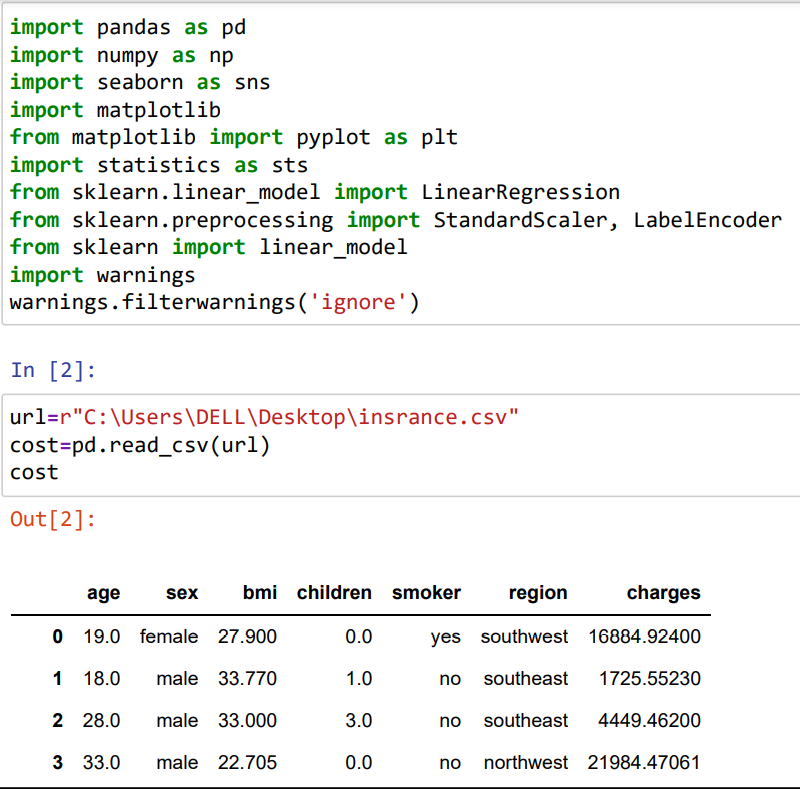 import pandas as pd
import numpy as np
import seaborn as sns
import matplotlib
from matplotlib import pyplot as plt
import statistics as sts
from sklearn.linear_model import LinearRegression
from sklearn.preprocessing import StandardScaler, LabelEncoder
from sklearn import linear_model
import warnings
warnings.filterwarnings('ignore')
In [2]:
url=r"C:\Users\DELL\Desktop\insrance.csv"
cost=pd.read_csv(url)
cost
Out[2]:
age sex bmi children smoker region charges
0 19.0 female 27.900 0.0 yes southwest 16884.92400
1 18.0 male 33.770 1.0 no southeast 1725.55230
2 28.0 male 33.000 3.0 no southeast 4449.46200
3 33.0 male 22.705 0.0 no northwest 21984.47061